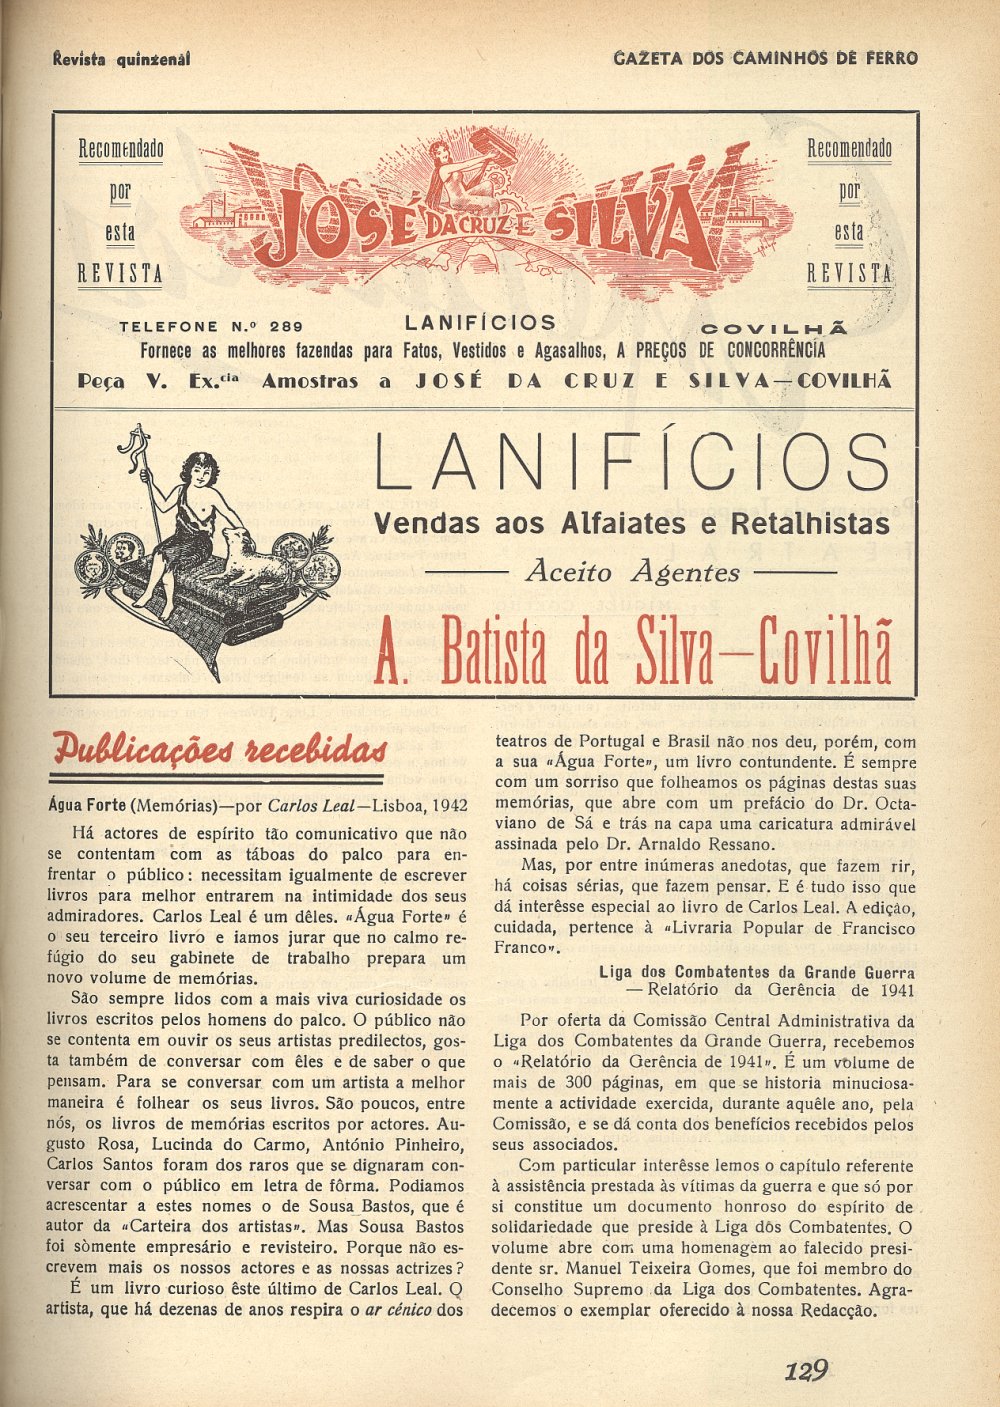 Revista quinzenal
GAZETA DOS CAMINHOS DE FERRO
Recomendado
por
esta
REVISTA
JOSÉ DA CRUZ E SILVA
Recomendado
por
esta
REVISTA
TELEFONE N.º 289
LANIFÍCIOS
COVILHÃ
Fornece as melhores fazendas para Fatos, Vestidos e Agasalhos, A PREÇOS DE CONCORRÊNCIA
Peça V. Ex.cia Amostras a JOSÉ DA CRUZ E SILVA—COVILHÃ
LANIFÍCIOS
Vendas aos Alfaiates e Retalhistas
Aceito Agentes
A. Batista da Silva—Covilhã
Publicações recebidas
Água Forte (Memórias)—por Carlos Leal—Lisboa, 1942
Há actores de espírito tão comunicativo que não
se contentam com as táboas do palco para en-
frentar o público: necessitam igualmente de escrever
livros para melhor entrarem na intimidade dos seus
admiradores. Carlos Leal é um dêles. «Água Forte» é
o seu terceiro livro e iamos jurar que no calmo re-
fúgio do seu gabinete de trabalho prepara um
novo volume de memórias.
São sempre lidos com a mais viva curiosidade os
livros escritos pelos homens do palco. O público não
se contenta em ouvir os seus artistas predilectos, gos-
ta também de conversar com êles e de saber o que
pensam. Para se conversar com um artista a melhor
maneira é folhear os seus livros. São poucos, entre
nós, os livros de memórias escritos por actores. Au-
gusto Rosa, Lucinda do Carmo, António Pinheiro,
Carlos Santos foram dos raros que se dignaram con-
versar com o público em letra de fôrma. Podiamos
acrescentar a estes nomes o de Sousa Bastos, que é
autor da «Carteira dos artistas». Mas Sousa Bastos
foi sòmente empresário e revisteiro. Porque não es-
crevem mais os nossos actores e as nossas actrizes?
É um livro curioso êste último de Carlos Leal. O
artista, que há dezenas de anos respira o ar cénico dos
teatros de Portugal e Brasil não nos deu, porém, com
a sua «Água Forte», um livro contundente. É sempre
com um sorriso que folheamos os páginas destas suas
memórias, que abre com um prefácio do Dr. Octa-
viano de Sá e trás na capa uma caricatura admirável
assinada pelo Dr. Arnaldo Ressano.
Mas, por entre inúmeras anedotas, que fazem rir,
há coisas sérias, que fazem pensar. E é tudo isso que
dá interêsse especial ao livro de Carlos Leal. A edição,
cuidada, pertence à «Livraria Popular de Francisco
Franco».
Liga dos Combatentes da Grande Guerra
— Relatório da Gerência de 1941
Por oferta da Comissão Central Administrativa da
Liga dos Combatentes da Grande Guerra, recebemos
o «Relatório da Gerência de 1941». É um volume de
mais de 300 páginas, em que se historia minuciosa-
mente a actividade exercida, durante aquêle ano, pela
Comissão, e se dá conta dos benefícios recebidos pelos
seus associados.
Com particular interêsse lemos o capítulo referente
à assistência prestada às vítimas da guerra e que só por
si constitue um documento honroso do espírito de
solidariedade que preside à Liga dos Combatentes. O
volume abre com uma homenagem ao falecido presi-
dente sr. Manuel Teixeira Gomes, que foi membro do
Conselho Supremo da Liga dos Combatentes. Agra-
decemos o exemplar oferecido à nossa Redacção.
129